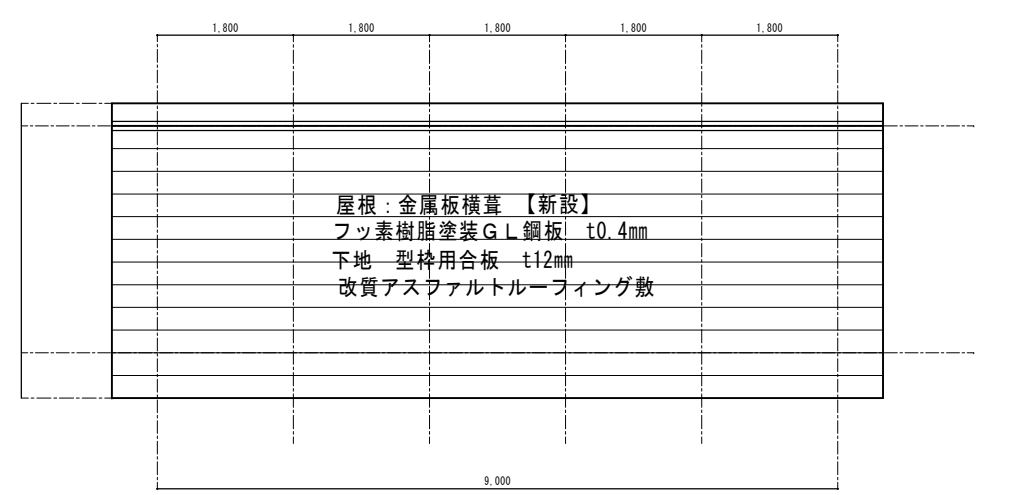 1,800 1,800 1,800 1,800 1,800
屋根:金属板横葺 【新設】
フッ素樹脂塗装GL鋼板 t0.4mm
下地 型枠用合板 t12mm
改質アスファルトルーフィング敷
9,000